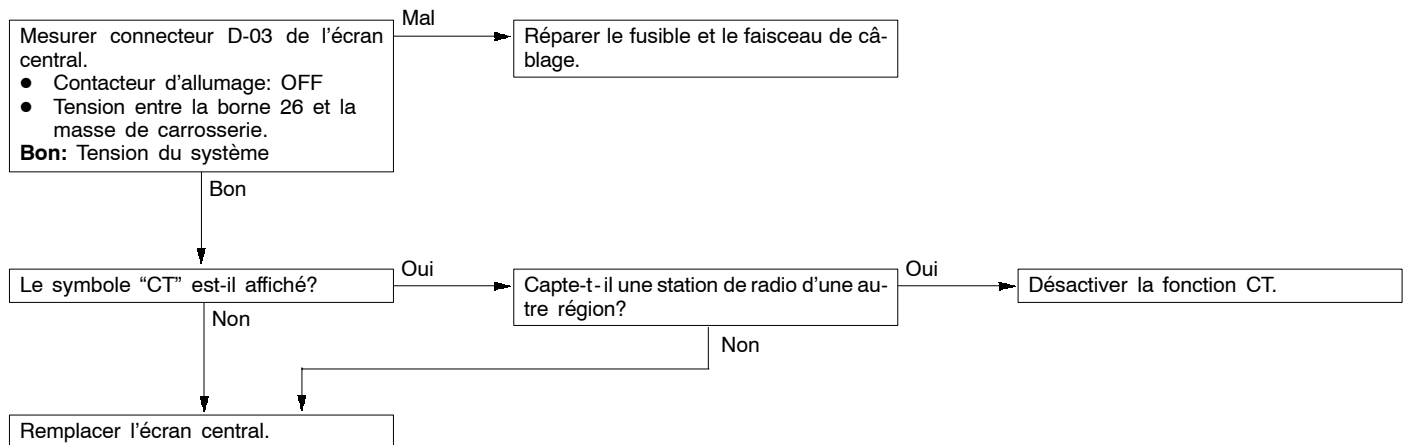 Mal
Mesurer connecteur D-03 de l'écran
central.
● Contacteur d'allumage: OFF
● Tension entre la borne 26 et la
masse de carrosserie.
Bon: Tension du système
Réparer le fusible et le faisceau de câ-
blage.
Bon
Le symbole “CT” est-il affiché?
Oui
Capte-t-il une station de radio d'une au-
tre région?
Oui
Désactiver la fonction CT.
Non
Non
Remplacer l'écran central.